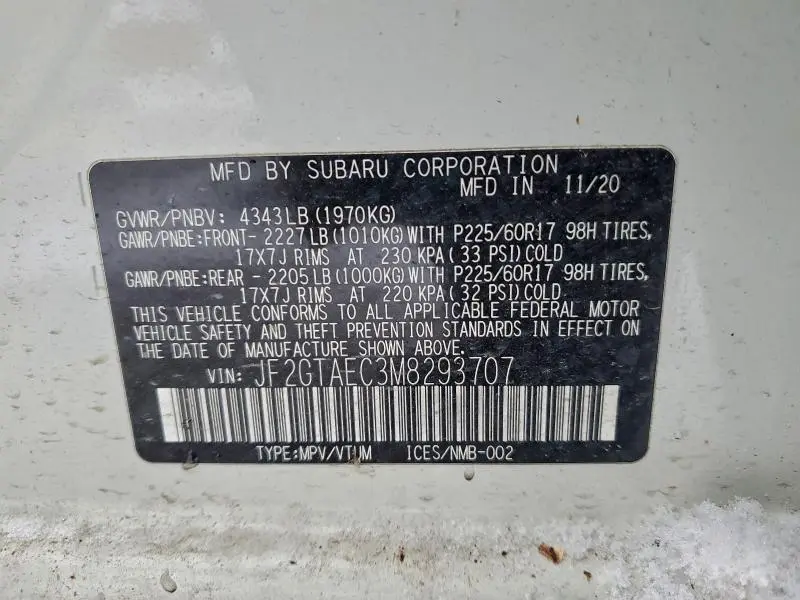 MFD BY SUBARU CORPORATION
MFD IN 11/20
GVWR/PNBV: 4343LB(1970KG)
GAWR/PNBE:FRONT- 2227LB(1010KG)WITH P225/60R17 98H TIRES,
17X7J RIMS AT 230 KPA( 33 PSI)COLD
GAWR/PNBE:REAR - 2205LB(1000KG)WITH P225/60R17 98H TIRES,
17X7J RIMS AT 220 KPA( 32 PSI)COLD.
THIS VEHICLE CONFORMS TO ALL APPLICABLE FEDERAL MOTOR
VEHICLE SAFETY AND THEFT PREVENTION STANDARDS IN EFFECT ON
THE DATE OF MANUFACTURE SHOWN ABOVE.
VIN: JF2GTAEC3M8293707
TYPE:MPV/VTUM ICES/NMB-002